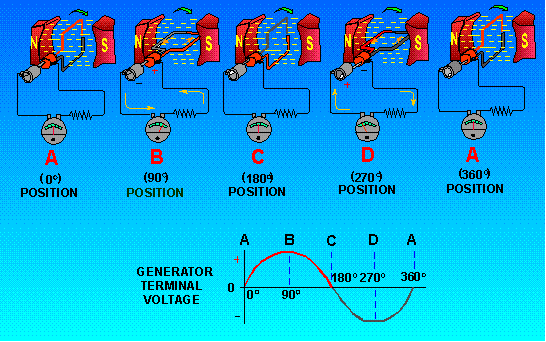 N S N S N S N S N S
+ − − +
A B C D A
(0°) (90°) (180°) (270°) (360°)
POSITION POSITION POSITION POSITION POSITION
A B C D A
GENERATOR
TERMINAL
VOLTAGE
+
0
−
0° 90° 180° 270° 360°